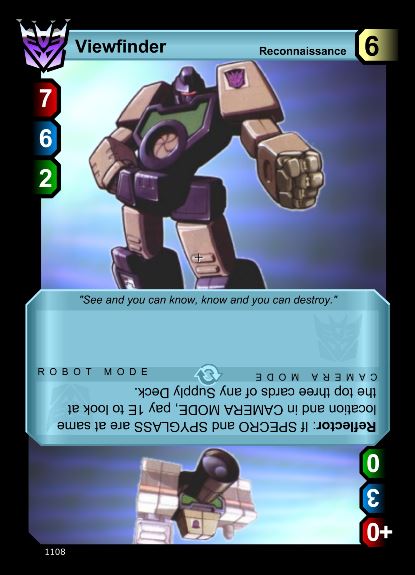 Viewfinder
Reconnaissance
6
7
6
2
"See and you can know, know and you can destroy."
ROBOT MODE
CAMERA MODE
Reflector: If SPECRO and SPYGLASS are at same
location and in CAMERA MODE, pay 1E to look at
the top three cards of any Supply Deck.
0
3
0+
1108